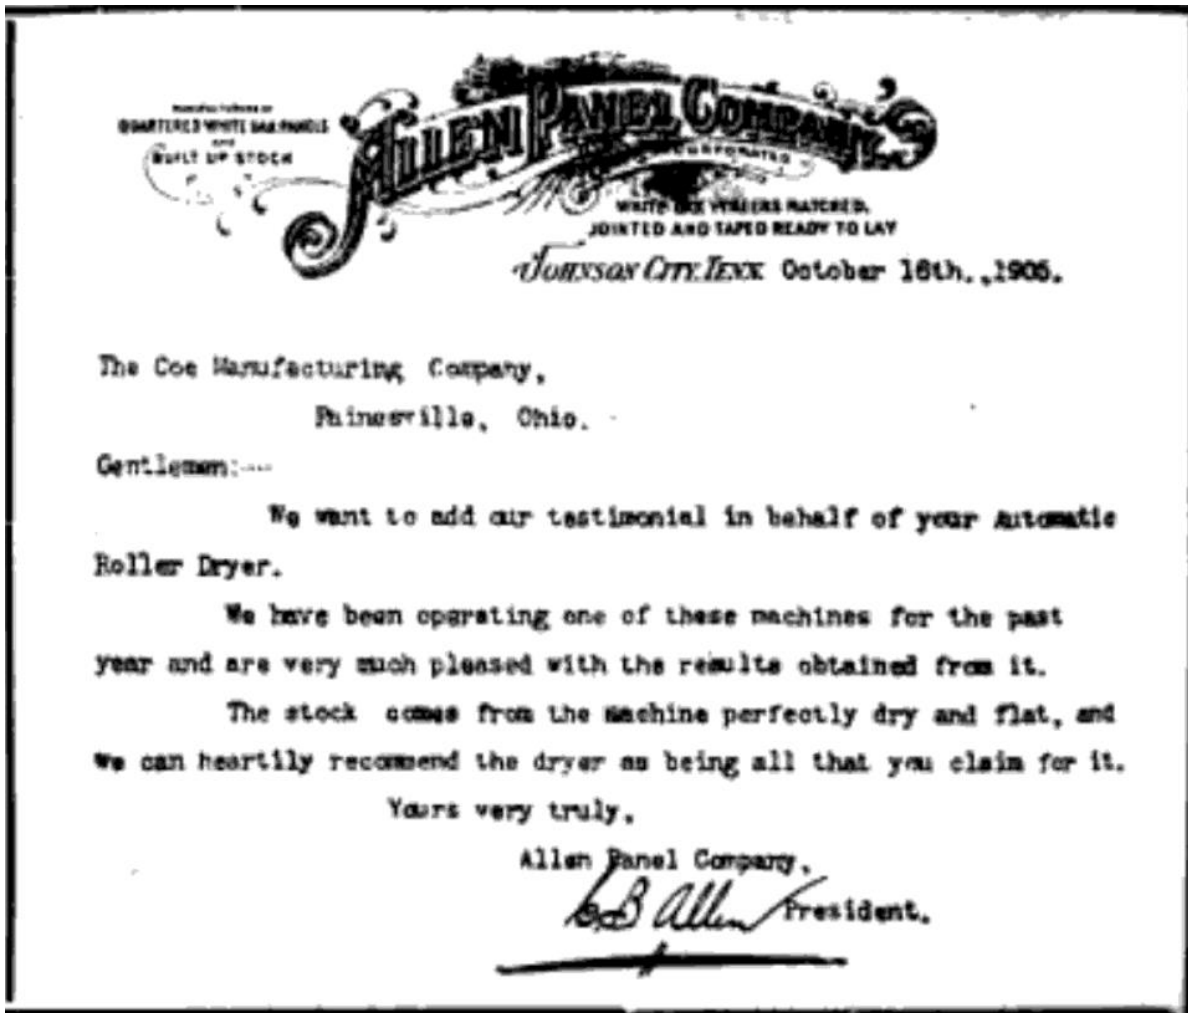 MANUFACTURERS OF
QUARTERED WHITE OAK PANELS
AND
BUILT UP STOCK
ALLEN PANEL COMPANY.
INCORPORATED
WHITE OAK VENEERS MATCHED,
JOINTED AND TAPED READY TO LAY
JOHNSON CITY, TENN. October 16th.,1905.
The Coe Manufacturing Company,
Painesville, Ohio.
Gentlemen:---
We want to add our testimonial in behalf of your Automatic
Roller Dryer.
We have been operating one of these machines for the past
year and are very much pleased with the results obtained from it.
The stock comes from the machine perfectly dry and flat, and
we can heartily recommend the dryer as being all that you claim for it.
Yours very truly,
Allen Panel Company,
B Allen President.